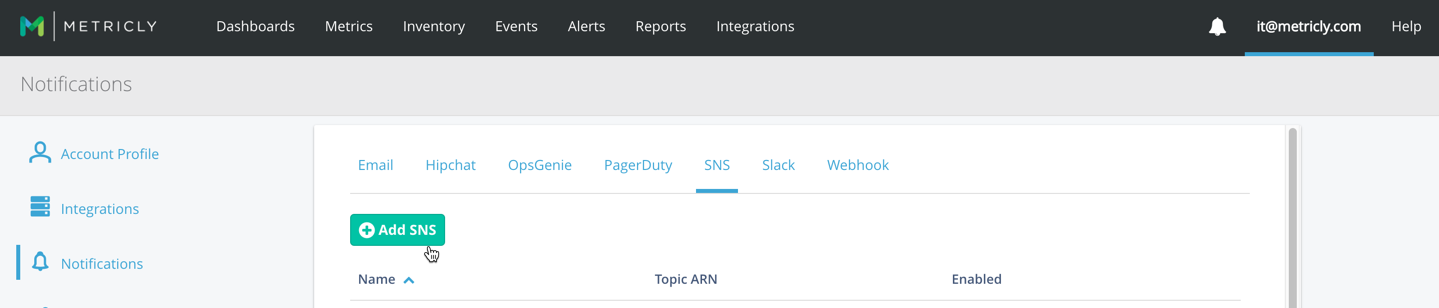 METRICLY Dashboards Metrics Inventory Events Alerts Reports Integrations it@metricly.com Help
Notifications
Account Profile
Integrations
Notifications
Email Hipchat OpsGenie PagerDuty SNS Slack Webhook
Add SNS
Name Topic ARN Enabled